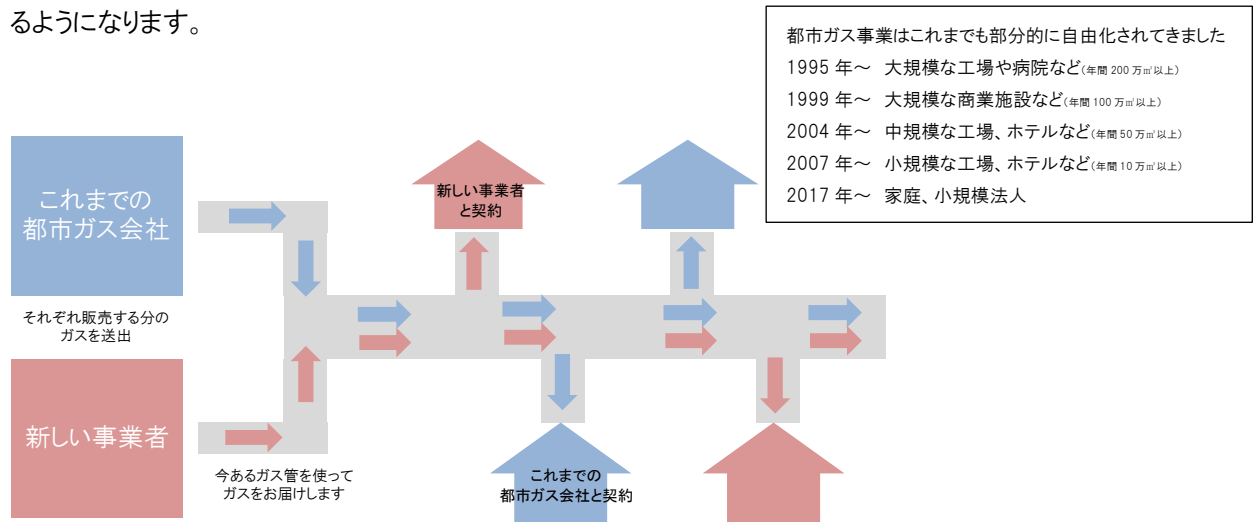 るようになります。
都市ガス事業はこれまでも部分的に自由化されてきました
1995 年～ 大規模な工場や病院など(年間 200 万㎥以上)
1999 年～ 大規模な商業施設など(年間 100 万㎥以上)
2004 年～ 中規模な工場、ホテルなど(年間 50 万㎥以上)
2007 年～ 小規模な工場、ホテルなど(年間 10 万㎥以上)
2017 年～ 家庭、小規模法人
これまでの
都市ガス会社
新しい事業者
と契約
それぞれ販売する分の
ガスを送出
新しい事業者
今あるガス管を使って
ガスをお届けします
これまでの
都市ガス会社と契約